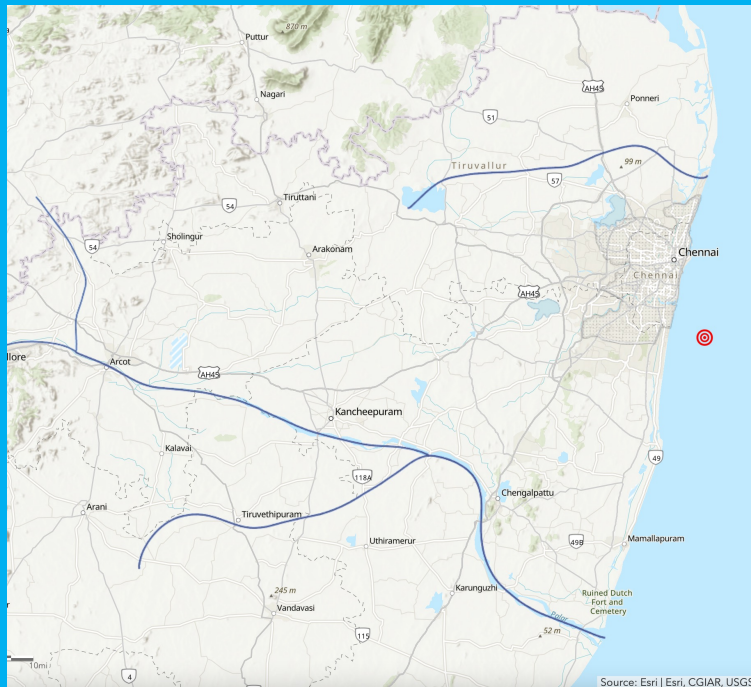 870 m
Puttur
Nagari
AH45
Ponneri
51
Tiruvallur
99 m
57
Tiruttani
54
Sholingur
54
Arakonam
Chennai
Chennai
AH45
llore
Arcot
AH45
Kancheepuram
Kalavai
49
118A
Chengalpattu
Arani
Tiruvethipuram
Uthiramerur
49B
Mamallapuram
245 m
Karunguzhi
Ruined Dutch
Fort and
Cemetery
Vandavasi
Palar
52 m
115
r
10mi
4
Source: Esri | Esri, CGIAR, USGS